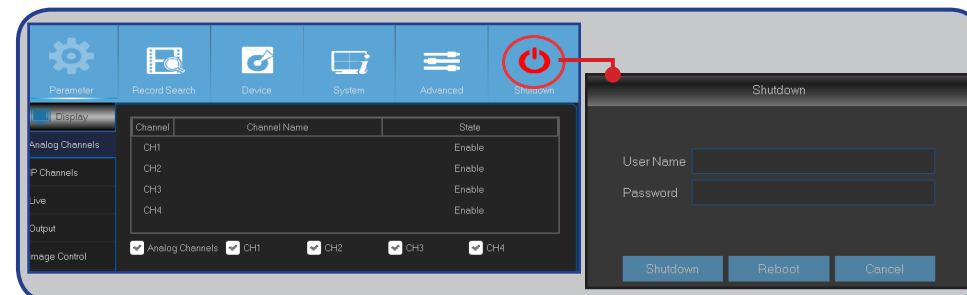 Parameter Record Search Device System Advanced Shutdown
Display
Analog Channels
IP Channels
Live
Output
Image Control
Channel Channel Name State
CH1 Enable
CH2 Enable
CH3 Enable
CH4 Enable
Analog Channels CH1 CH2 CH3 CH4
Shutdown
User Name
Password
Shutdown Reboot Cancel